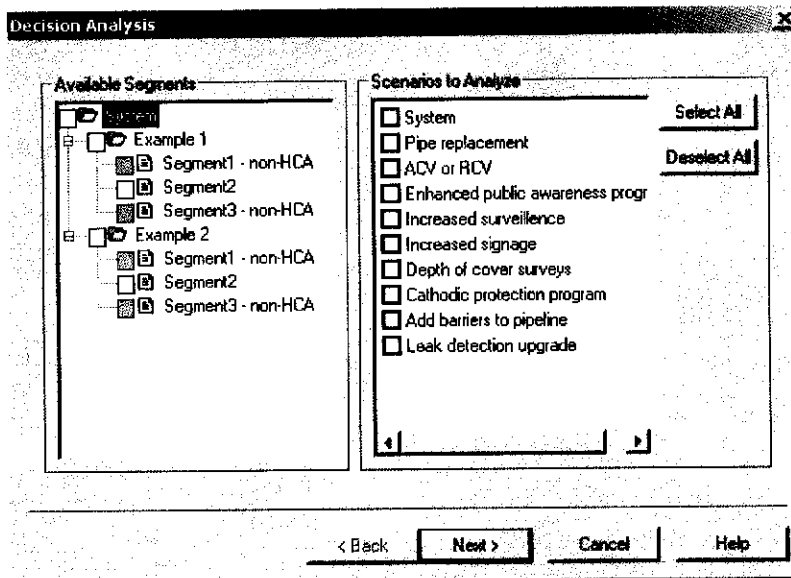 Decision Analysis
Available Segments
System
Example 1
Segment1 - non-HCA
Segment2
Segment3 - non-HCA
Example 2
Segment1 - non-HCA
Segment2
Segment3 - non-HCA
Scenarios to Analyze
System
Pipe replacement
ACV or RCV
Enhanced public awareness progr
Increased surveillence
Increased signage
Depth of cover surveys
Cathodic protection program
Add barriers to pipeline
Leak detection upgrade
Select All
Deselect All
< Back
Next >
Cancel
Help